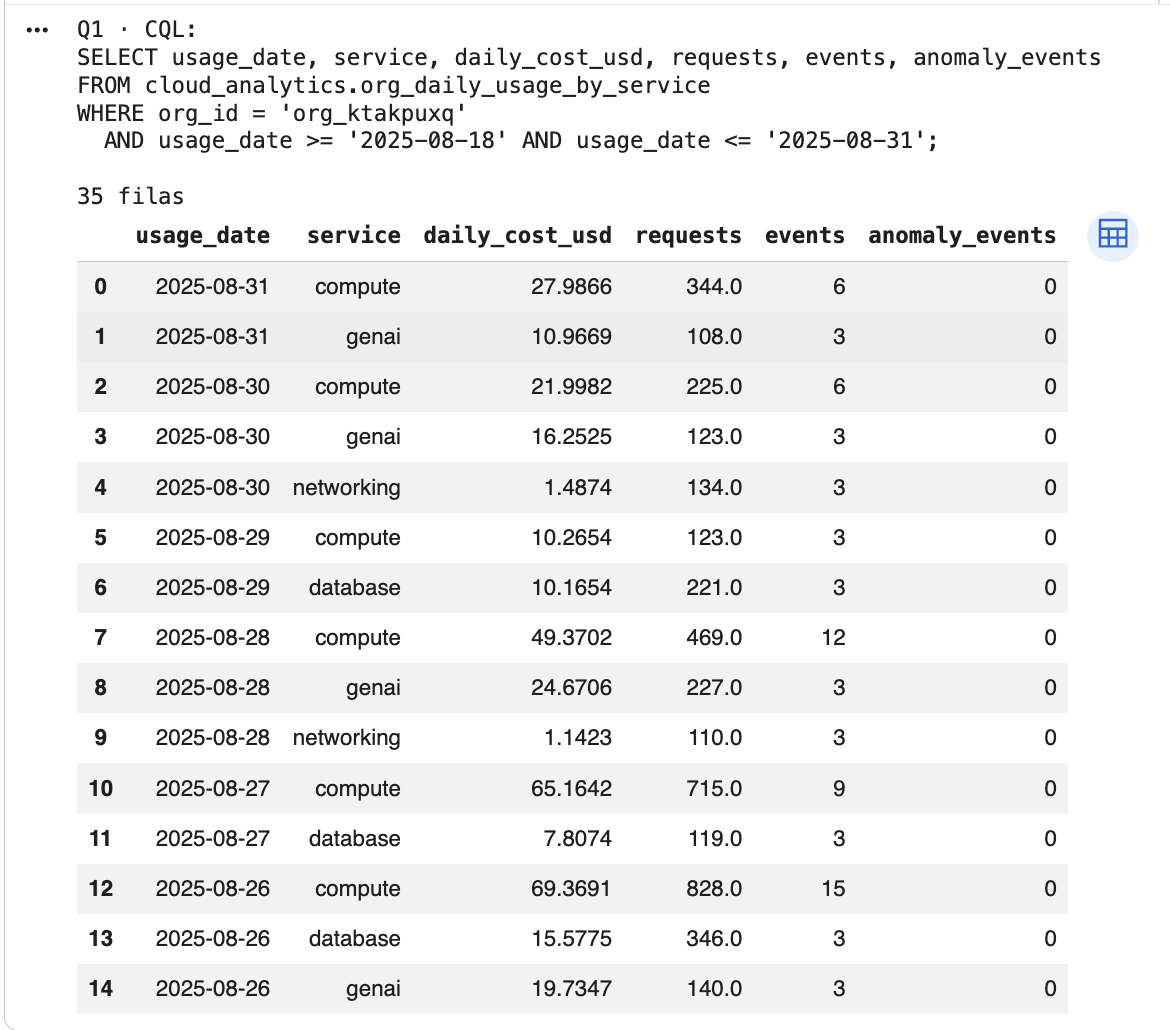 Q1 · CQL:
SELECT usage_date, service, daily_cost_usd, requests, events, anomaly_events
FROM cloud_analytics.org_daily_usage_by_service
WHERE org_id = 'org_ktakpuxq'
  AND usage_date >= '2025-08-18' AND usage_date <= '2025-08-31';
35 filas
usage_date service daily_cost_usd requests events anomaly_events
0 2025-08-31 compute 27.9866 344.0 6 0
1 2025-08-31 genai 10.9669 108.0 3 0
2 2025-08-30 compute 21.9982 225.0 6 0
3 2025-08-30 genai 16.2525 123.0 3 0
4 2025-08-30 networking 1.4874 134.0 3 0
5 2025-08-29 compute 10.2654 123.0 3 0
6 2025-08-29 database 10.1654 221.0 3 0
7 2025-08-28 compute 49.3702 469.0 12 0
8 2025-08-28 genai 24.6706 227.0 3 0
9 2025-08-28 networking 1.1423 110.0 3 0
10 2025-08-27 compute 65.1642 715.0 9 0
11 2025-08-27 database 7.8074 119.0 3 0
12 2025-08-26 compute 69.3691 828.0 15 0
13 2025-08-26 database 15.5775 346.0 3 0
14 2025-08-26 genai 19.7347 140.0 3 0